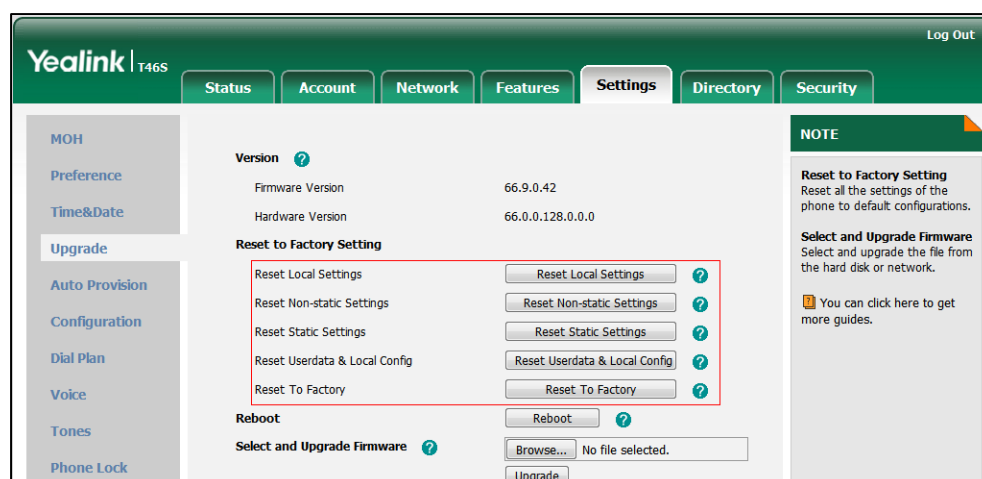 Log Out
Yealink T46S
Status Account Network Features Settings Directory Security
MOH
Preference
Time&Date
Upgrade
Auto Provision
Configuration
Dial Plan
Voice
Tones
Phone Lock
Version ?
Firmware Version 66.9.0.42
Hardware Version 66.0.0.128.0.0.0
Reset to Factory Setting
Reset Local Settings Reset Local Settings ?
Reset Non-static Settings Reset Non-static Settings ?
Reset Static Settings Reset Static Settings ?
Reset Userdata & Local Config Reset Userdata & Local Config ?
Reset To Factory Reset To Factory ?
Reboot Reboot ?
Select and Upgrade Firmware ? Browse... No file selected.
Upgrade
NOTE
Reset to Factory Setting
Reset all the settings of the
phone to default configurations.
Select and Upgrade Firmware
Select and upgrade the file from
the hard disk or network.
? You can click here to get
more guides.